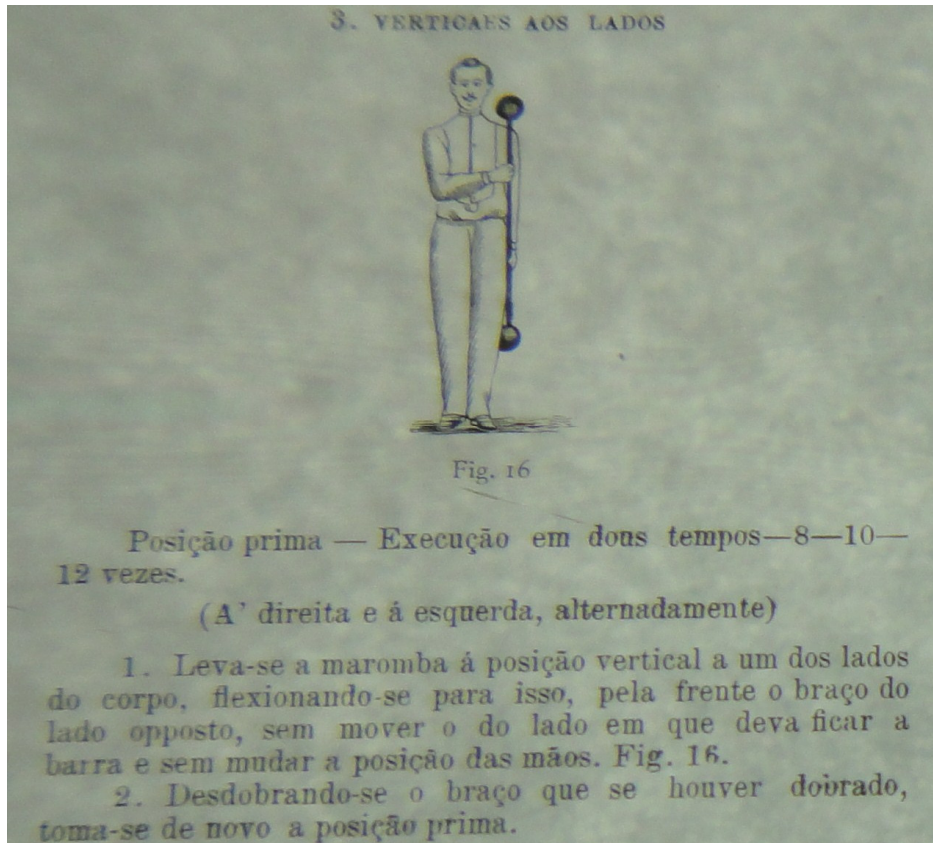 3. VERTICAES AOS LADOS
Fig. 16
Posição prima — Execução em dous tempos—8—10—
12 vezes.
(A' direita e á esquerda, alternadamente)
1. Leva-se a maromba á posição vertical a um dos lados
do corpo, flexionando-se para isso, pela frente o braço do
lado opposto, sem mover o do lado em que deva ficar a
barra e sem mudar a posição das mãos. Fig. 16.
2. Desdobrando-se o braço que se houver dobrado,
toma-se de novo a posição prima.